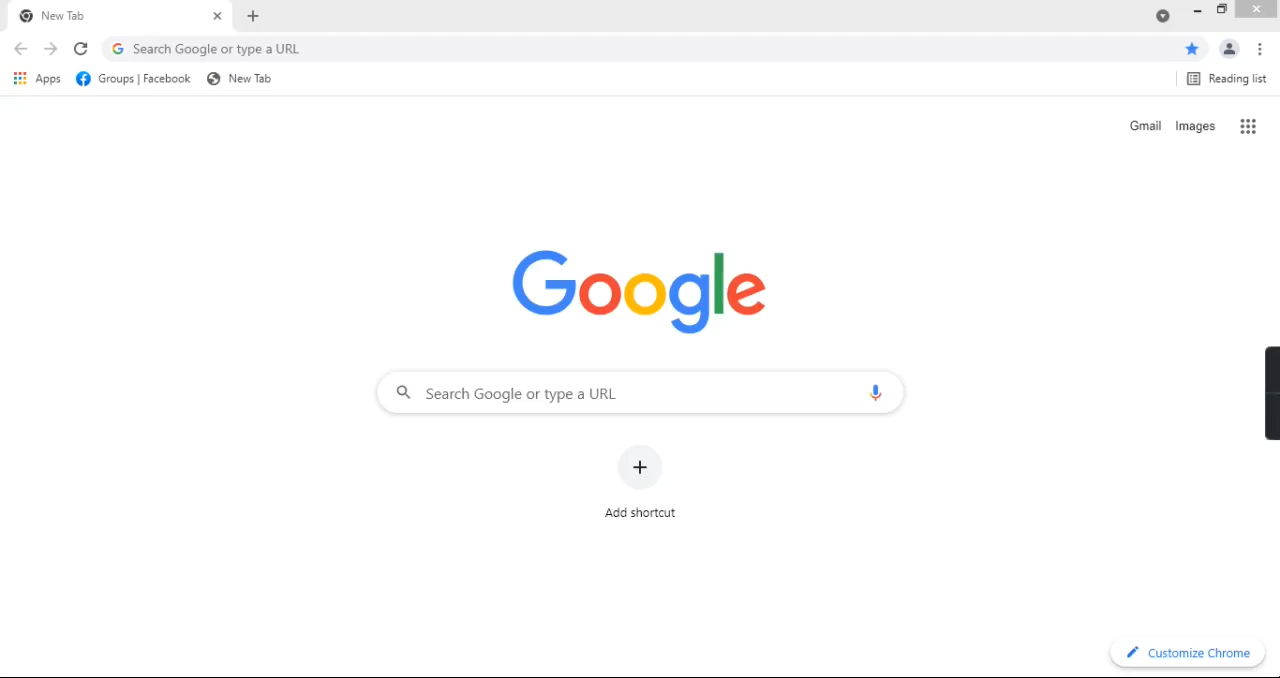 New Tab
Search Google or type a URL
Apps Groups | Facebook New Tab Reading list
Gmail Images
Google
Search Google or type a URL
Add shortcut
Customize Chrome